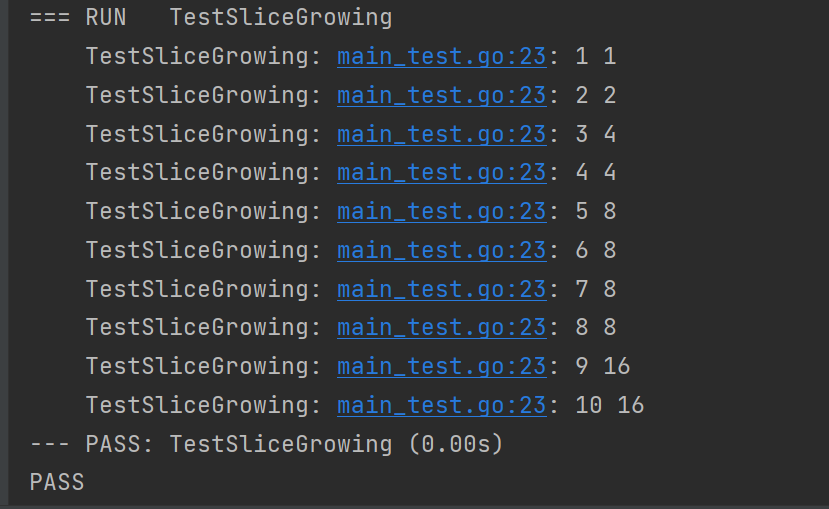 === RUN   TestSliceGrowing
    TestSliceGrowing: main_test.go:23: 1 1
    TestSliceGrowing: main_test.go:23: 2 2
    TestSliceGrowing: main_test.go:23: 3 4
    TestSliceGrowing: main_test.go:23: 4 4
    TestSliceGrowing: main_test.go:23: 5 8
    TestSliceGrowing: main_test.go:23: 6 8
    TestSliceGrowing: main_test.go:23: 7 8
    TestSliceGrowing: main_test.go:23: 8 8
    TestSliceGrowing: main_test.go:23: 9 16
    TestSliceGrowing: main_test.go:23: 10 16
--- PASS: TestSliceGrowing (0.00s)
PASS